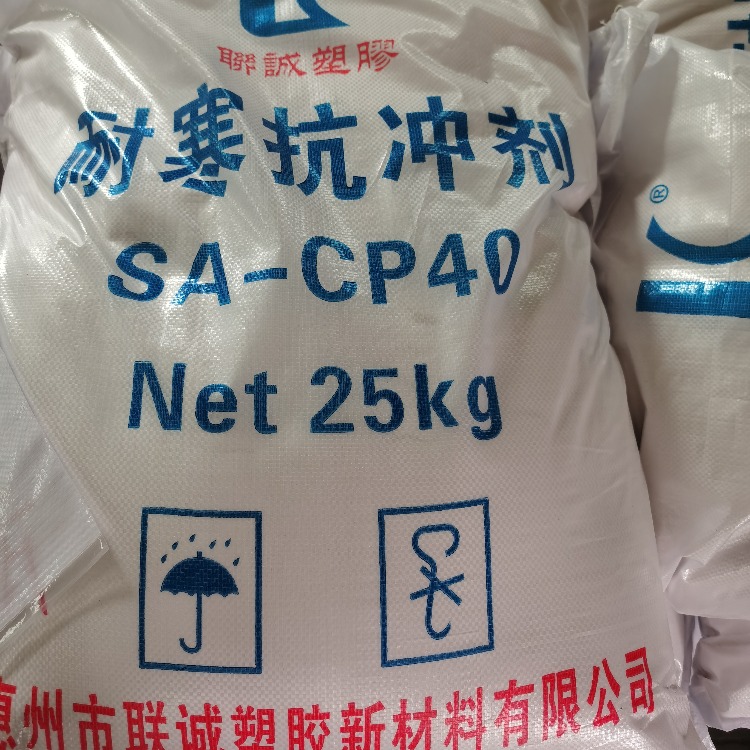 聯誠塑膠
耐寒抗冲剂
SA-CP40
Net 25kg
惠州市联诚塑胶新材料有限公司
®